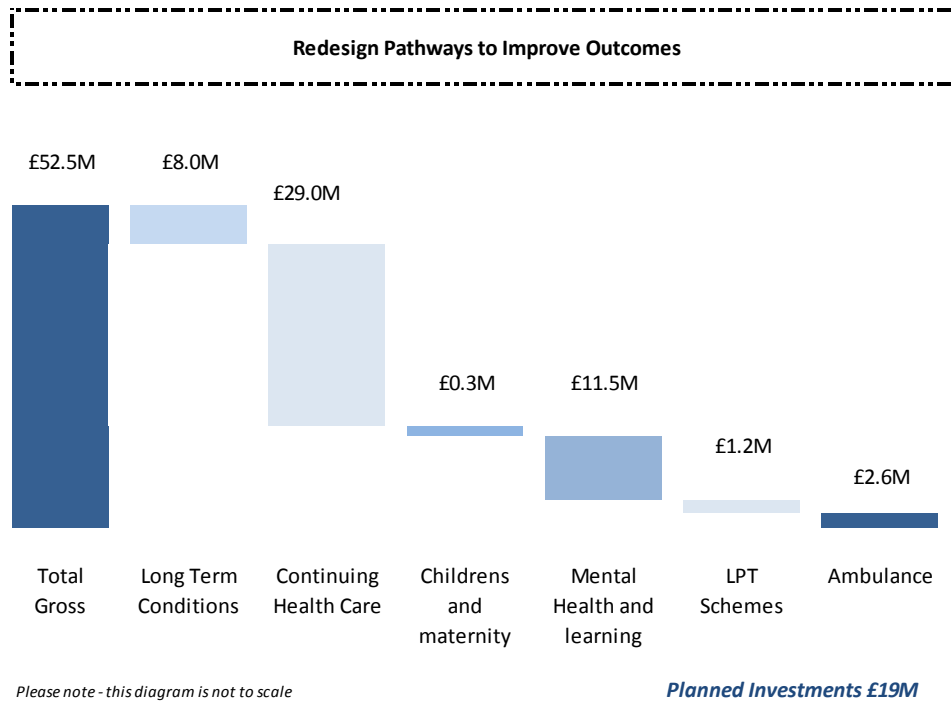 Redesign Pathways to Improve Outcomes
£52.5M
£8.0M
£29.0M
£0.3M
£11.5M
£1.2M
£2.6M
Total
Gross
Long Term
Conditions
Continuing
Health Care
Childrens
and
maternity
Mental
Health and
learning
LPT
Schemes
Ambulance
Please note - this diagram is not to scale
Planned Investments £19M